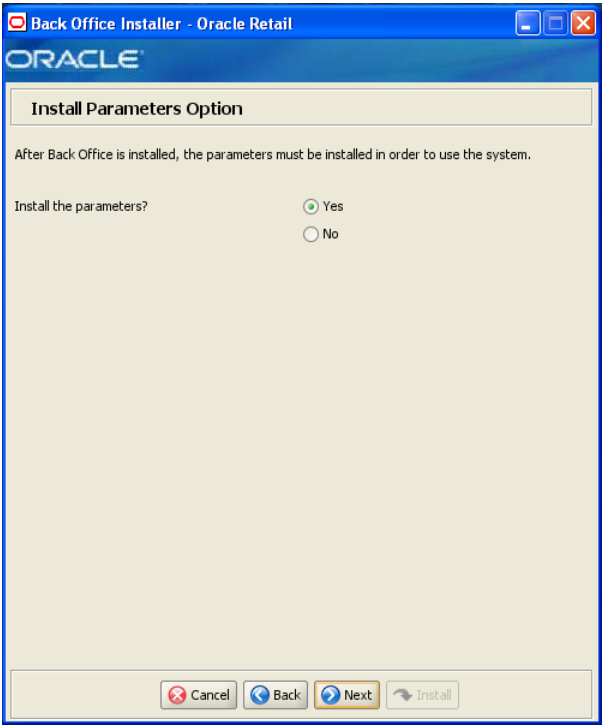 Back Office Installer - Oracle Retail
ORACLE
Install Parameters Option
After Back Office is installed, the parameters must be installed in order to use the system.
Install the parameters? Yes
No
Cancel Back Next Install